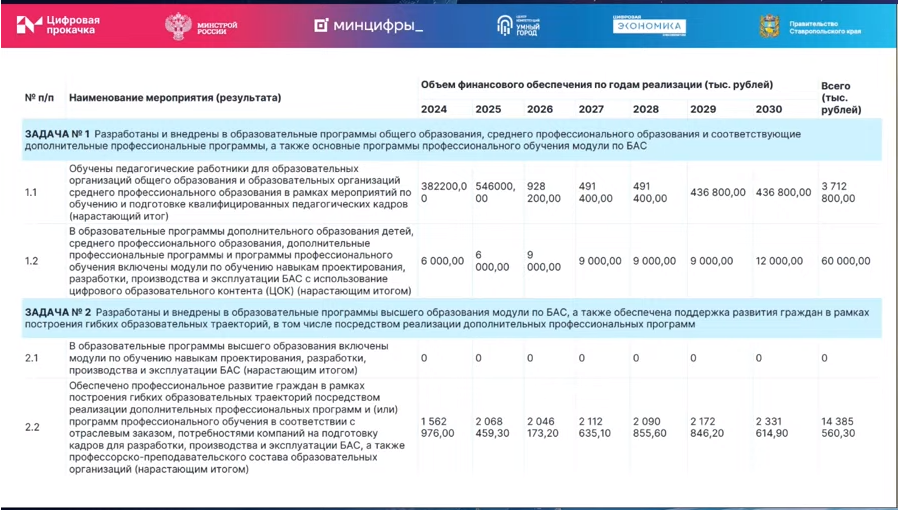 Цифровая
прокачка
МИНСТРОЙ
РОССИИ
минцифры_
ЦЕНТР
КОМПЕТЕНЦИЙ
УМНЫЙ
ГОРОД
ЦИФРОВАЯ
ЭКОНОМИКА
Правительство
Ставропольского края
№ п/п
Наименование мероприятия (результата)
Объем финансового обеспечения по годам реализации (тыс. рублей)
Всего
(тыс.
рублей)
2024 2025 2026 2027 2028 2029 2030
ЗАДАЧА № 1 Разработаны и внедрены в образовательные программы общего образования, среднего профессионального образования и соответствующие
дополнительные профессиональные программы, а также основные программы профессионального обучения модули по БАС
1.1
Обучены педагогические работники для образовательных
организаций общего образования и образовательных организаций
среднего профессионального образования в рамках мероприятий по
обучению и подготовке квалифицированных педагогических кадров
(нарастающий итог)
382200,0
0
546000,
00
928
200,00
491
400,00
491
400,00
436 800,00
436 800,00
3 712
800,00
1.2
В образовательные программы дополнительного образования детей,
среднего профессионального образования, дополнительные
профессиональные программы и программы профессионального
обучения включены модули по обучению навыкам проектирования,
разработки, производства и эксплуатации БАС с использование
цифрового образовательного контента (ЦОК) (нарастающим итогом)
6 000,00
6
000,00
9
000,00
9 000,00
9 000,00
9 000,00
12 000,00
60 000,00
ЗАДАЧА № 2 Разработаны и внедрены в образовательные программы высшего образования модули по БАС, а также обеспечена поддержка развития граждан в рамках
построения гибких образовательных траекторий, в том числе посредством реализации дополнительных профессиональных программ
2.1
В образовательные программы высшего образования включены
модули по обучению навыкам проектирования, разработки,
производства и эксплуатации БАС (нарастающим итогом)
0 0 0 0 0 0 0 0
2.2
Обеспечено профессиональное развитие граждан в рамках
построения гибких образовательных траекторий посредством
реализации дополнительных профессиональных программ и (или)
программ профессионального обучения в соответствии с
отраслевым заказом, потребностями компаний на подготовку
кадров для разработки, производства и эксплуатации БАС, а также
профессорско-преподавательского состава образовательных
организаций (нарастающим итогом)
1 562
976,00
2 068
459,30
2 046
173,20
2 112
635,10
2 090
855,60
2 172
846,20
2 331
614,90
14 385
560,30